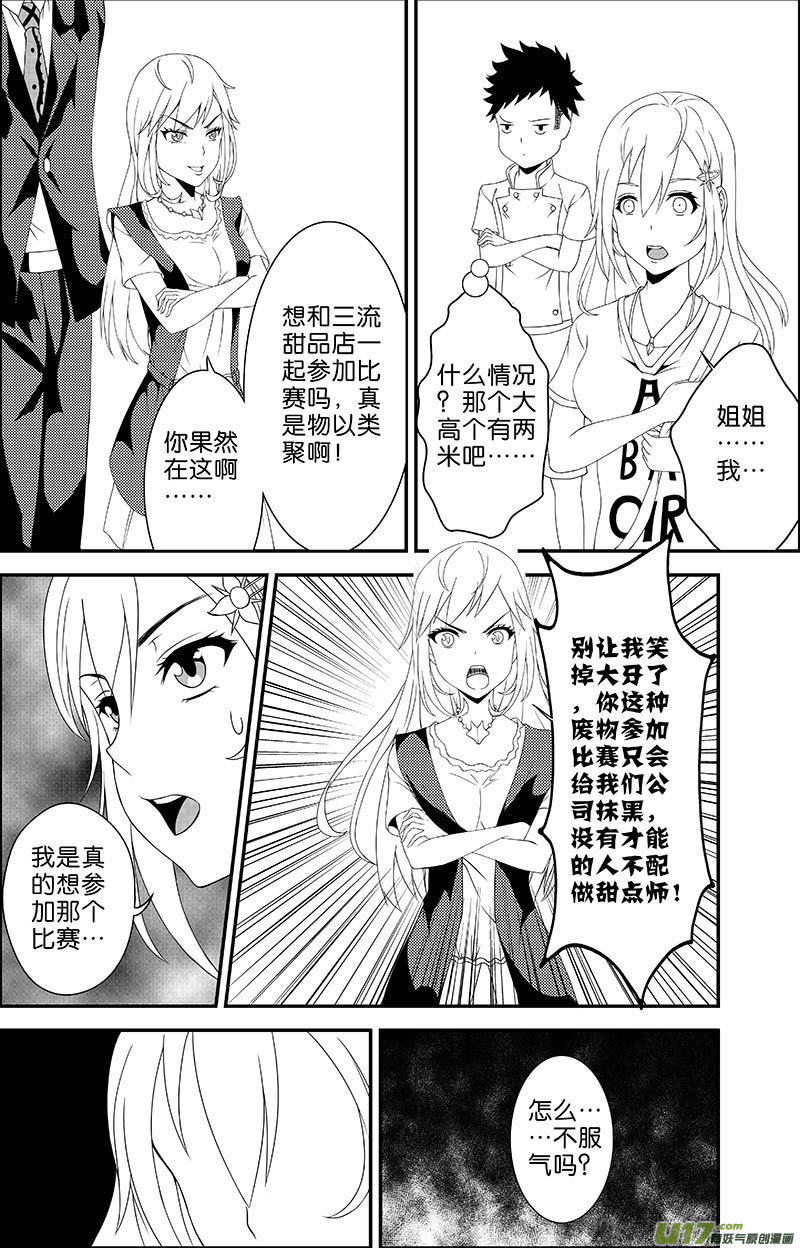 你果然
在这啊
……
想和三流
甜品店一
起参加比
赛吗，真
是物以类
聚啊！
什么情况
？那个大
高个有两
米吧……
姐姐
……
我…
A
B A
OIR
我是真
的想参
加那个
比赛…
别让我笑
掉大牙了
，你这种
废物参加
比赛只会
给我们公
司抹黑，
没有才能
的人不配
做甜点师！
怎么…
…不服
气吗？
U17
有妖气原创漫画